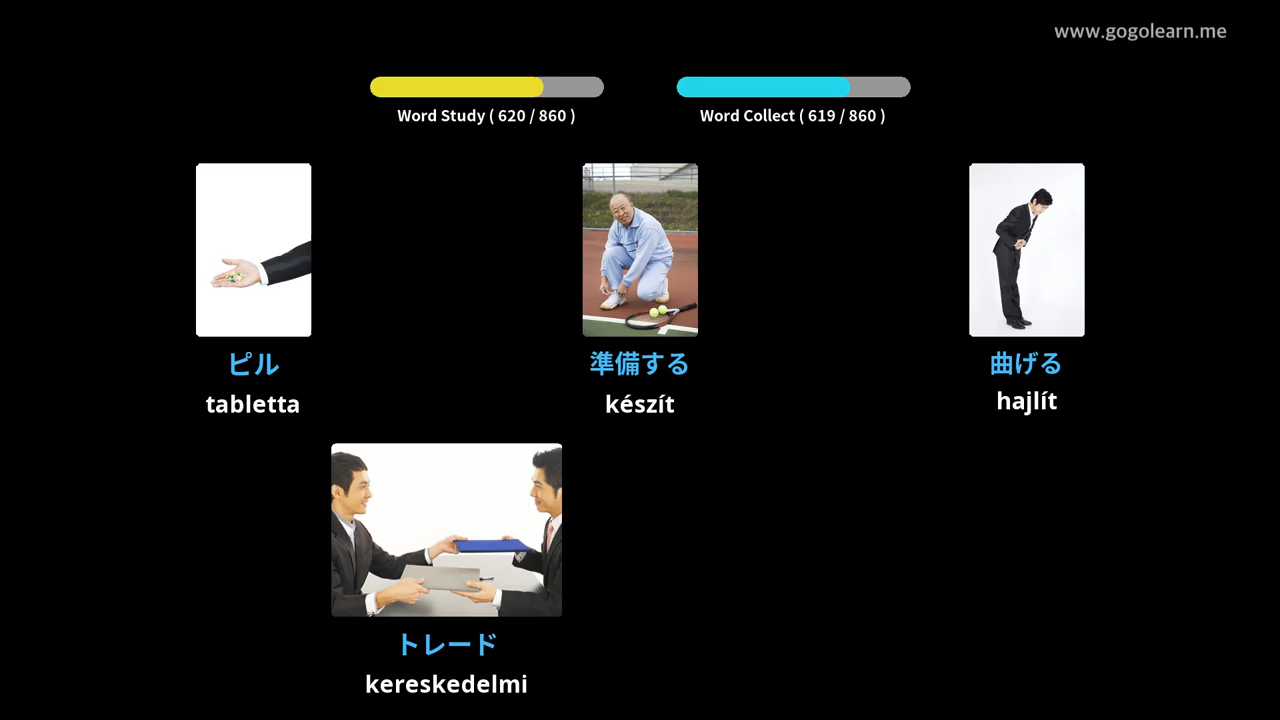 www.gogolearn.me
Word Study ( 620 / 860 )
Word Collect ( 619 / 860 )
ピル
tabletta
準備する
készít
曲げる
hajlít
トレード
kereskedelmi